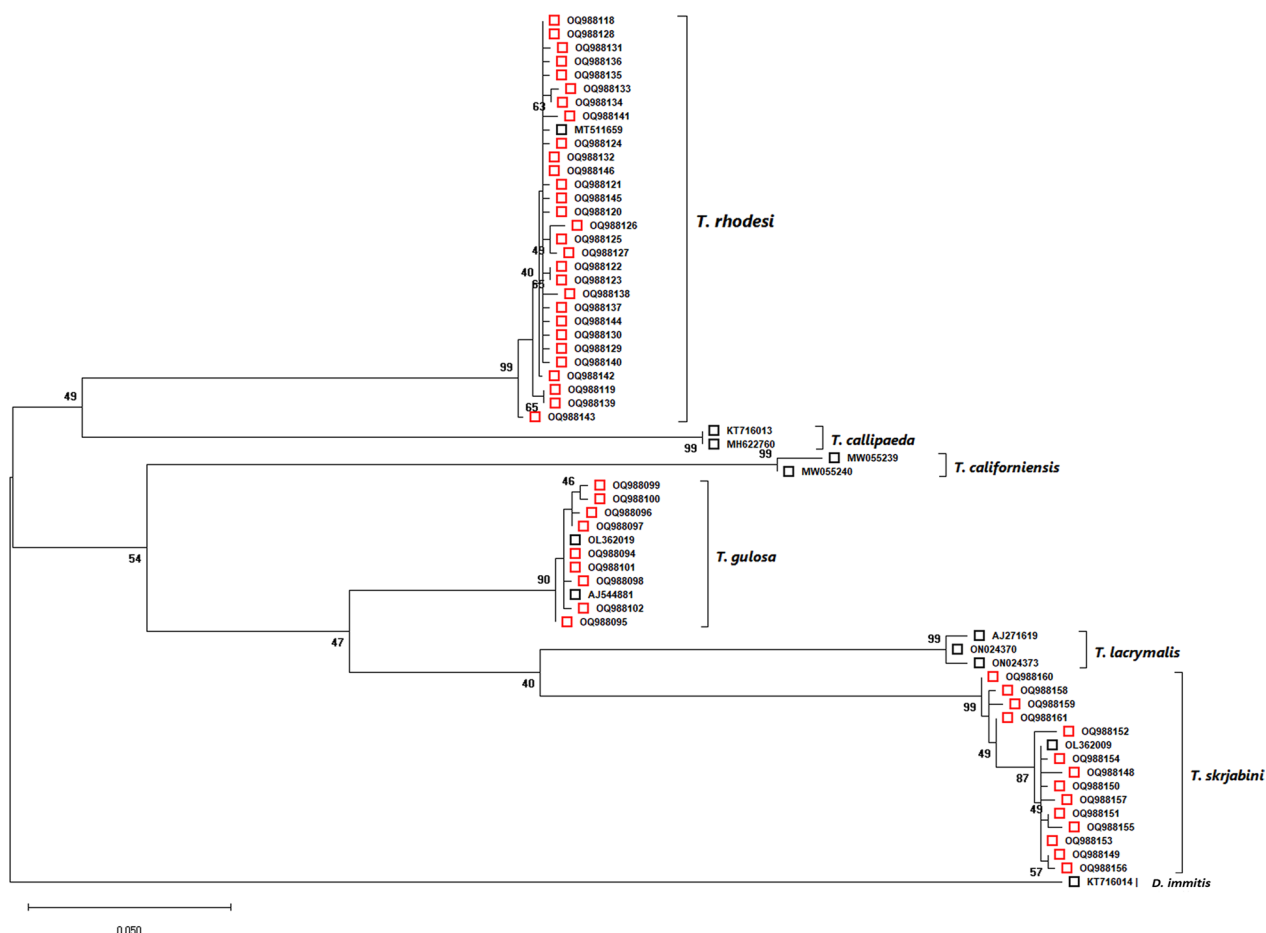 OQ988118
OQ988128
OQ988131
OQ988136
OQ988135
OQ988133
63
OQ988134
OQ988141
MT511659
OQ988124
OQ988132
OQ988146
OQ988121
OQ988145
OQ988120
T. rhodesi
OQ988126
OQ988125
49
OQ988127
OQ988122
40
OQ988123
65
OQ988138
OQ988137
OQ988144
OQ988130
OQ988129
OQ988140
99
OQ988142
OQ988119
49
OQ988139
65
OQ988143
KT716013
T. callipaeda
MH622760
99
99
MW055239
T. californiensis
MW055240
46
OQ988099
OQ988100
OQ988096
OQ988097
OL362019
OQ988094
T. gulosa
54
OQ988101
OQ988098
90
AJ544881
OQ988102
OQ988095
AJ271619
99
47
ON024370
T. lacrymalis
ON024373
OQ988160
40
OQ988158
OQ988159
99
OQ988161
OQ988152
OL362009
49
OQ988154
OQ988148
T. skrjabini
87
OQ988150
OQ988157
49
OQ988151
OQ988155
OQ988153
OQ988149
OQ988156
57
KT716014 | D. immitis
0.050